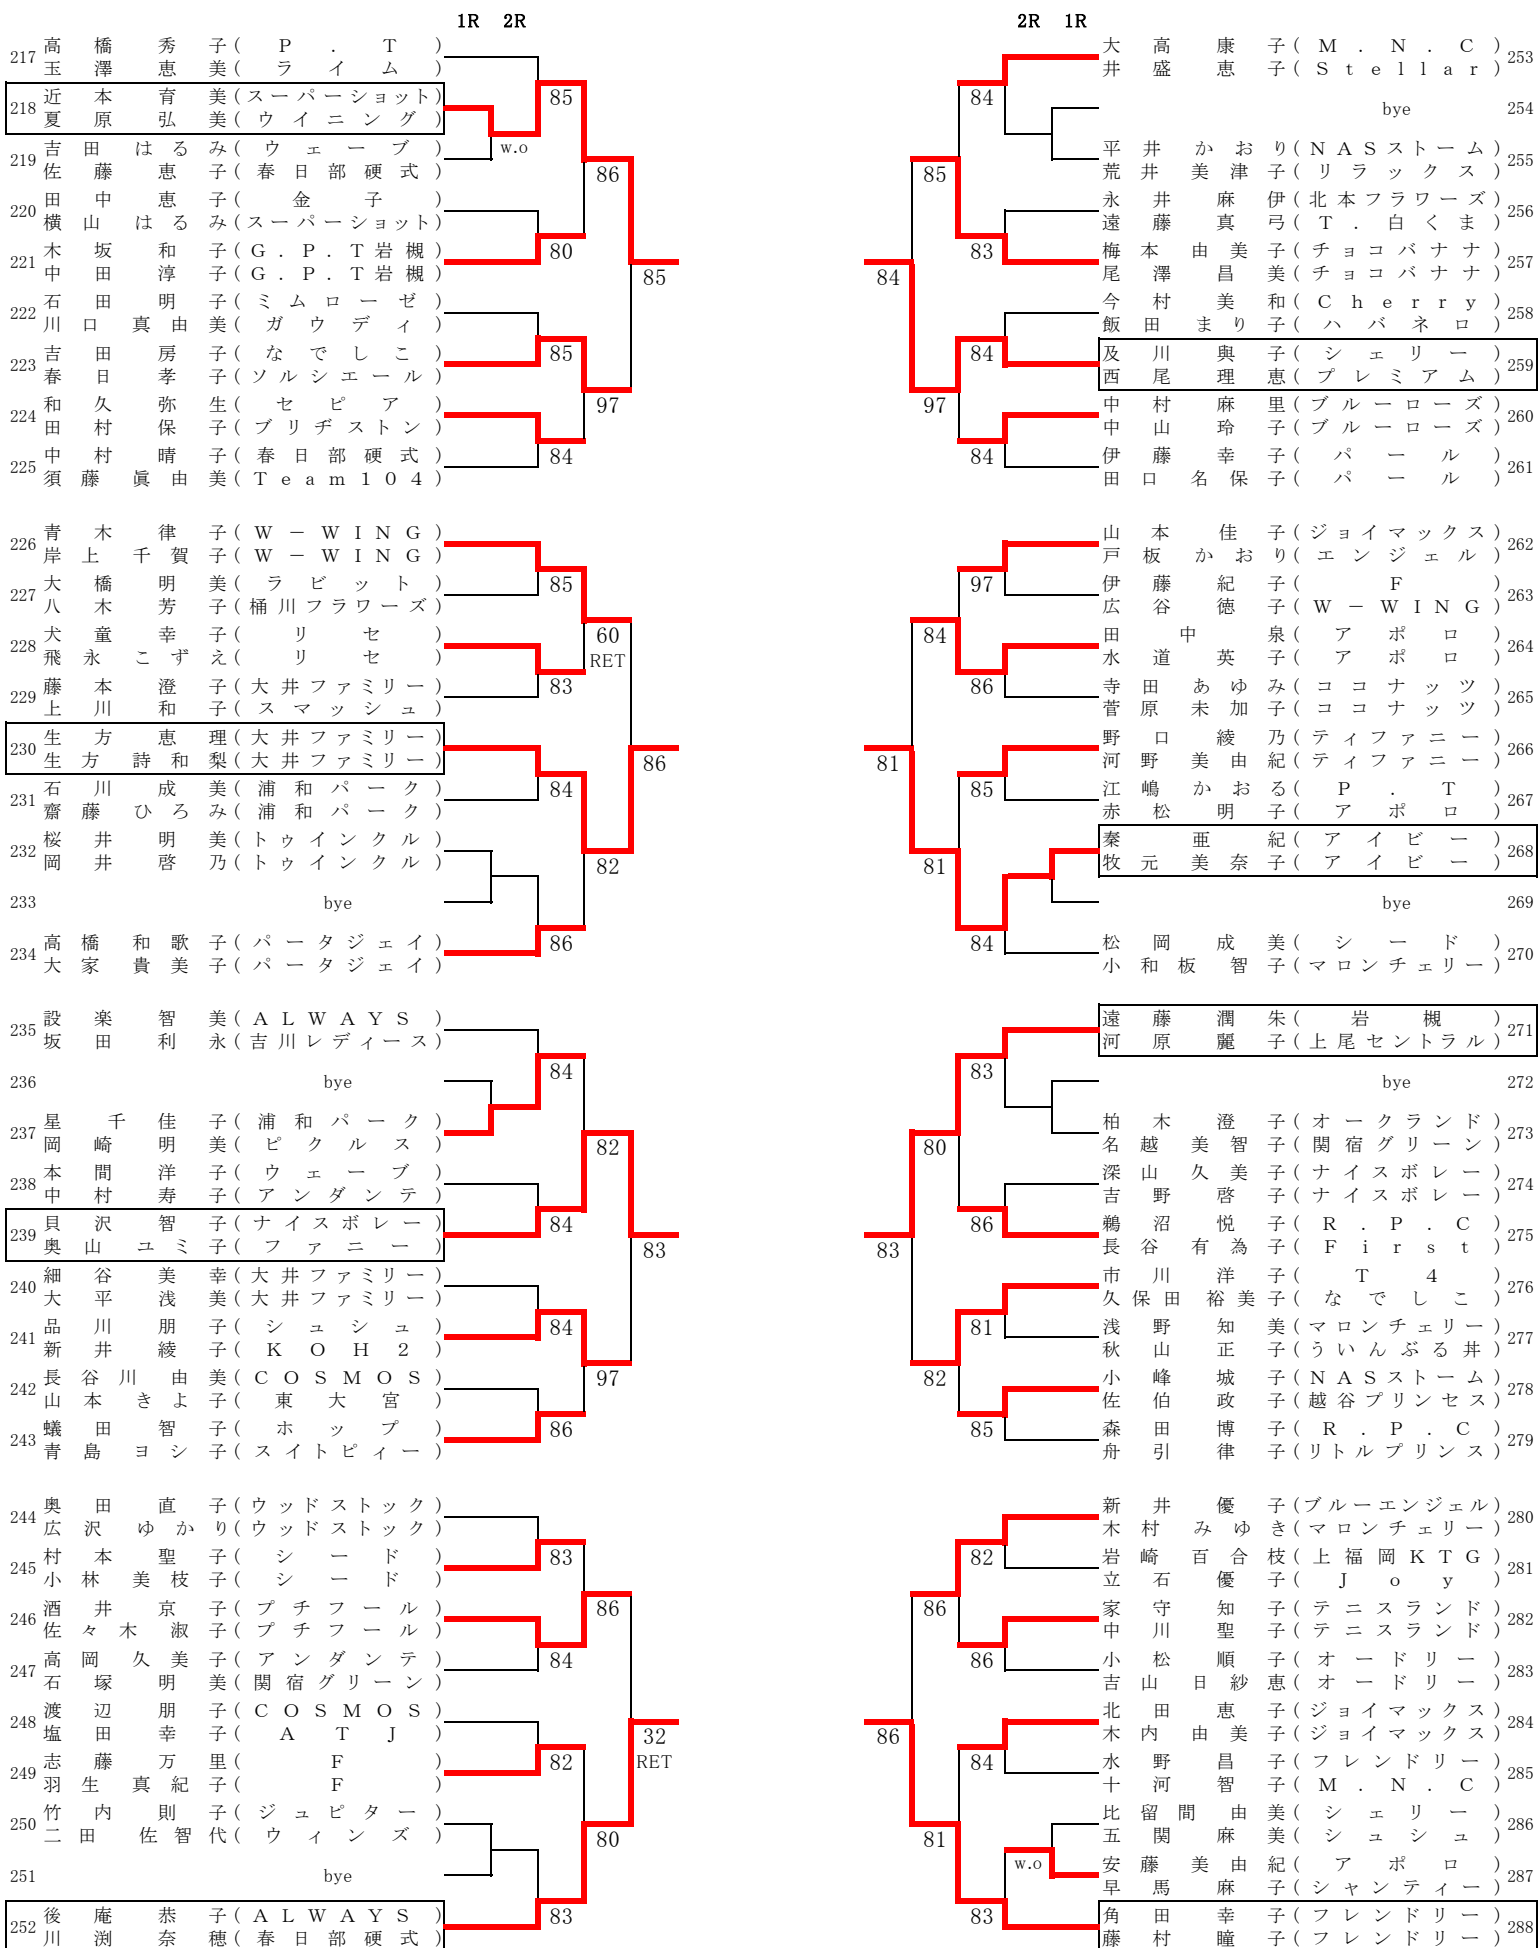 1R 2R
217 高橋秀子(P.T)
玉澤恵美(ライム)
218 近本育美(スーパーショット)
夏原弘美(ウイニング)
219 吉田はるみ(ウェーブ)
佐藤恵子(春日部硬式)
220 田中恵子(金子)
横山はるみ(スーパーショット)
221 木坂和子(G.P.T岩槻)
中田淳子(G.P.T岩槻)
222 石田明子(ミムローゼ)
川口真由美(ガウディ)
223 吉田房子(なでしこ)
春日孝子(ソルシエール)
224 和久弥生(セピア)
田村保子(ブリヂストン)
225 中村晴子(春日部硬式)
須藤眞由美(Team104)
85
w.o
86
80
85
85
97
84
226 青木律子(W-WING)
岸上千賀子(W-WING)
227 大橋明美(ラビット)
八木芳子(桶川フラワーズ)
228 犬童幸子(リセ)
飛永こずえ(リセ)
229 藤本澄子(大井ファミリー)
上川和子(スマッシュ)
230 生方恵理(大井ファミリー)
生方詩和梨(大井ファミリー)
231 石川成美(浦和パーク)
齋藤ひろみ(浦和パーク)
232 桜井明美(トゥインクル)
岡井啓乃(トゥインクル)
233 bye
234 高橋和歌子(パータジェイ)
大家貴美子(パータジェイ)
85
60
RET
83
86
84
82
86
235 設楽智美(ALWAYS)
坂田利永(吉川レディース)
236 bye
237 星千佳子(浦和パーク)
岡崎明美(ピクルス)
238 本間洋子(ウェーブ)
中村寿子(アンダンテ)
239 貝沢智子(ナイスボレー)
奥山ユミ子(ファニー)
240 細谷美幸(大井ファミリー)
大平浅美(大井ファミリー)
241 品川朋子(シュシュ)
新井綾子(KOH2)
242 長谷川由美(COSMOS)
山本きよ子(東大宮)
243 蟻田智子(ホップ)
青島ヨシ子(スイトピィー)
84
82
84
83
84
97
86
244 奥田直子(ウッドストック)
広沢ゆかり(ウッドストック)
245 村本聖子(シード)
小林美枝子(シード)
246 酒井京子(プチフール)
佐々木淑子(プチフール)
247 高岡久美子(アンダンテ)
石塚明美(関宿グリーン)
248 渡辺朋子(COSMOS)
塩田幸子(ATJ)
249 志藤万里(F)
羽生真紀子(F)
250 竹内則子(ジュピター)
二田佐智代(ウィンズ)
251 bye
252 後庵恭子(ALWAYS)
川渕奈穂(春日部硬式)
83
86
84
32
RET
82
80
83
2R 1R
大高康子(M.N.C) 253
井盛恵子(Stellar)
bye 254
平井かおり(NASストーム) 255
荒井美津子(リラックス)
永井麻伊(北本フラワーズ) 256
遠藤真弓(T.白くま)
梅本由美子(チョコバナナ) 257
尾澤昌美(チョコバナナ)
今村美和(Cherry) 258
飯田まり子(ハバネロ)
及川與子(シェリー) 259
西尾理恵(プレミアム)
中村麻里(ブルーローズ) 260
中山玲子(ブルーローズ)
伊藤幸子(パール) 261
田口名保子(パール)
84
85
83
84
84
97
84
山本佳子(ジョイマックス) 262
戸板かおり(エンジェル)
伊藤紀子(F) 263
広谷徳子(W-WING)
田中泉(アポロ) 264
水道英子(アポロ)
寺田あゆみ(ココナッツ) 265
菅原未加子(ココナッツ)
野口綾乃(ティファニー) 266
河野美由紀(ティファニー)
江嶋かおる(P.T) 267
赤松明子(アポロ)
秦亜紀(アイビー) 268
牧元美奈子(アイビー)
bye 269
松岡成美(シード) 270
小和板智子(マロンチェリー)
97
84
86
81
85
81
84
遠藤潤朱(岩槻) 271
河原麗子(上尾セントラル)
bye 272
柏木澄子(オークランド) 273
名越美智子(関宿グリーン)
深山久美子(ナイスボレー) 274
吉野啓子(ナイスボレー)
鵜沼悦子(R.P.C) 275
長谷有為子(First)
市川洋子(T4) 276
久保田裕美子(なでしこ)
浅野知美(マロンチェリー) 277
秋山正子(ういんぶる丼)
小峰城子(NASストーム) 278
佐伯政子(越谷プリンセス)
森田博子(R.P.C) 279
舟引律子(リトルプリンス)
83
80
86
83
81
82
85
新井優子(ブルーエンジェル) 280
木村みゆき(マロンチェリー)
岩崎百合枝(上福岡KTG) 281
立石優子(Joy)
家守知子(テニスランド) 282
中川聖子(テニスランド)
小松順子(オードリー) 283
吉山日紗恵(オードリー)
北田恵子(ジョイマックス) 284
木内由美子(ジョイマックス)
水野昌子(フレンドリー) 285
十河智子(M.N.C)
比留間由美(シェリー) 286
五関麻美(シュシュ)
安藤美由紀(アポロ) 287
早馬麻子(シャンティー)
角田幸子(フレンドリー) 288
藤村瞳子(フレンドリー)
82
86
86
86
84
81
w.o
83